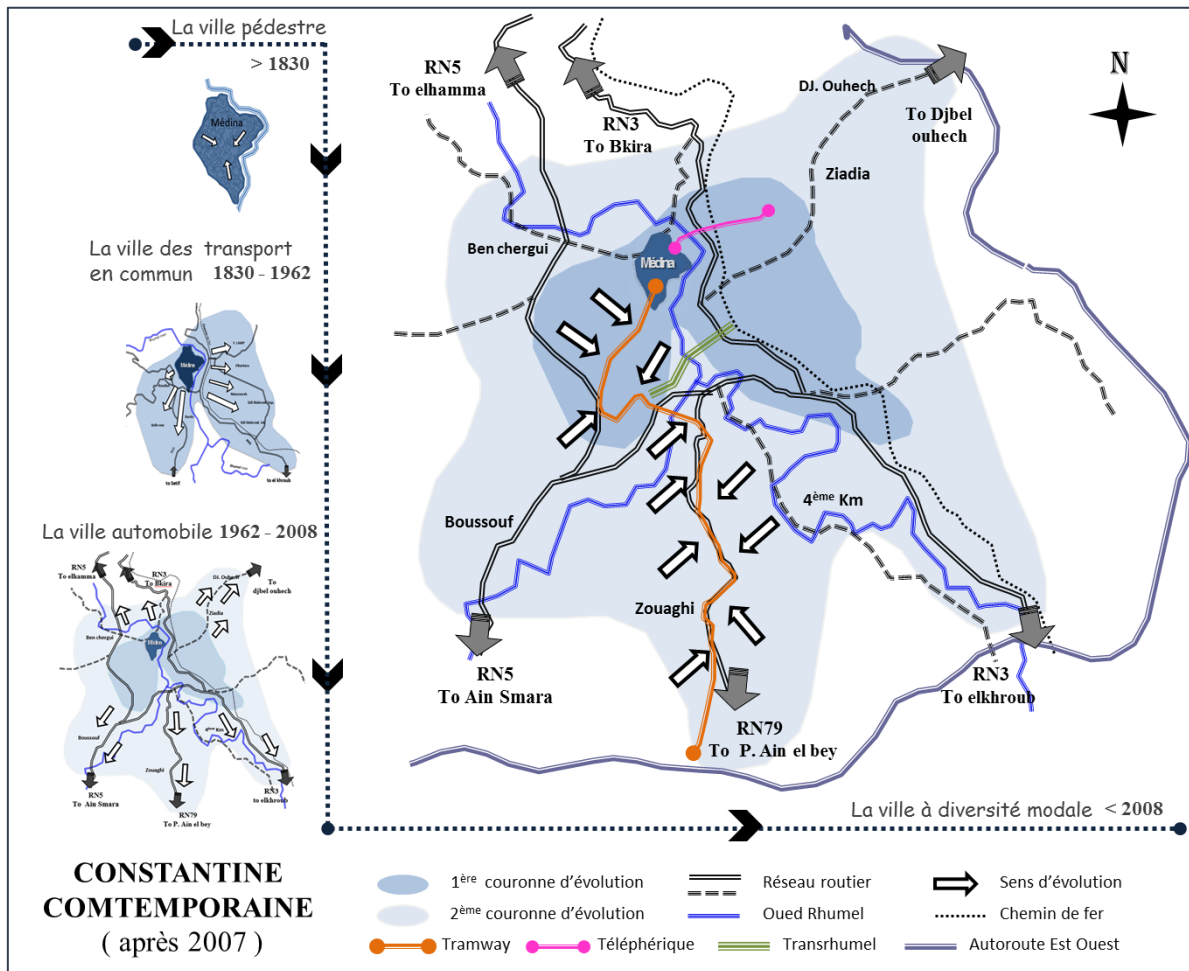 La ville pédestre
> 1830
Médina
La ville des transport
en commun 1830 - 1962
Médina
to elkhroub
La ville automobile 1962 - 2008
RN5
To elhamma
RN3
To Bkira
DJ. Ouhech
To
djbel ouhech
Ziadia
Ben chergui
Médina
Boussouf
4ème Km
Zouaghi
RN5
To Ain Smara
RN79
To P. Ain el bey
RN3
to elkhroub
CONSTANTINE
COMTEMPORAINE
( après 2007 )
RN5
To elhamma
RN3
To Bkira
DJ. Ouhech
To Djbel
ouhech
N
Ziadia
Ben chergui
Médina
Boussouf
4ème Km
Zouaghi
RN5
To Ain Smara
RN79
To P. Ain el bey
RN3
To elkhroub
La ville à diversité modale < 2008
1ère couronne d’évolution
Réseau routier
Sens d’évolution
2ème couronne d’évolution
Oued Rhumel
Chemin de fer
Tramway
Téléphérique
Transrhumel
Autoroute Est Ouest